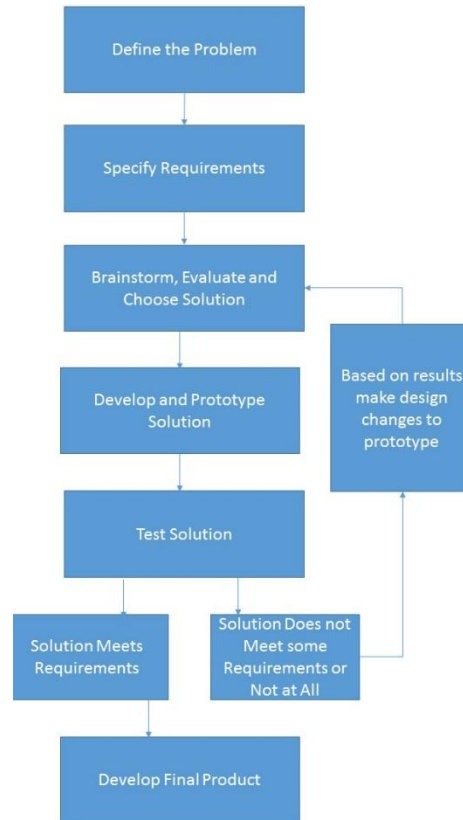 Define the Problem
Specify Requirements
Brainstorm, Evaluate and
Choose Solution
Based on results
make design
changes to
prototype
Develop and Prototype
Solution
Test Solution
Solution Meets
Requirements
Solution Does not
Meet some
Requirements or
Not at All
Develop Final Product